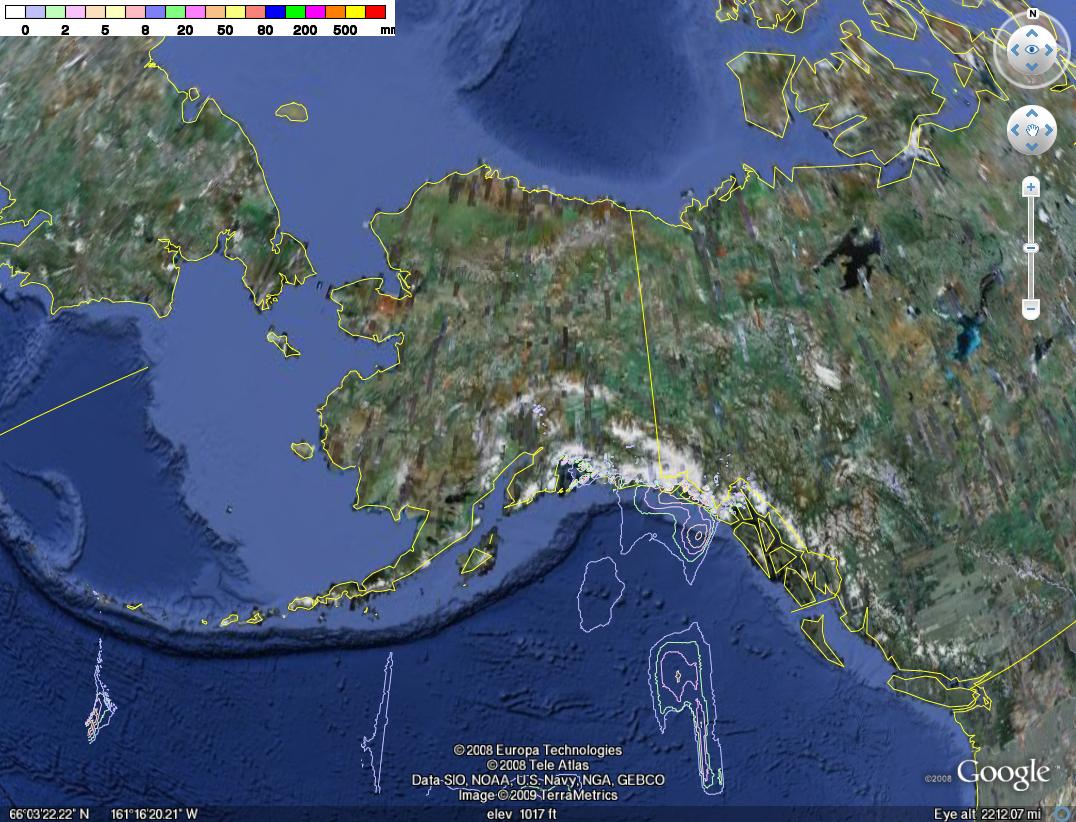 0 2 5 8 20 50 80 200 500 mm
N
© 2008 Europa Technologies
© 2008 Tele Atlas
Data SIO, NOAA, U.S. Navy, NGA, GEBCO
Image © 2009 TerraMetrics
©2008 Google™
66°03'22.22" N 161°16'20.21" W elev 1017 ft Eye alt 2212.07 mi